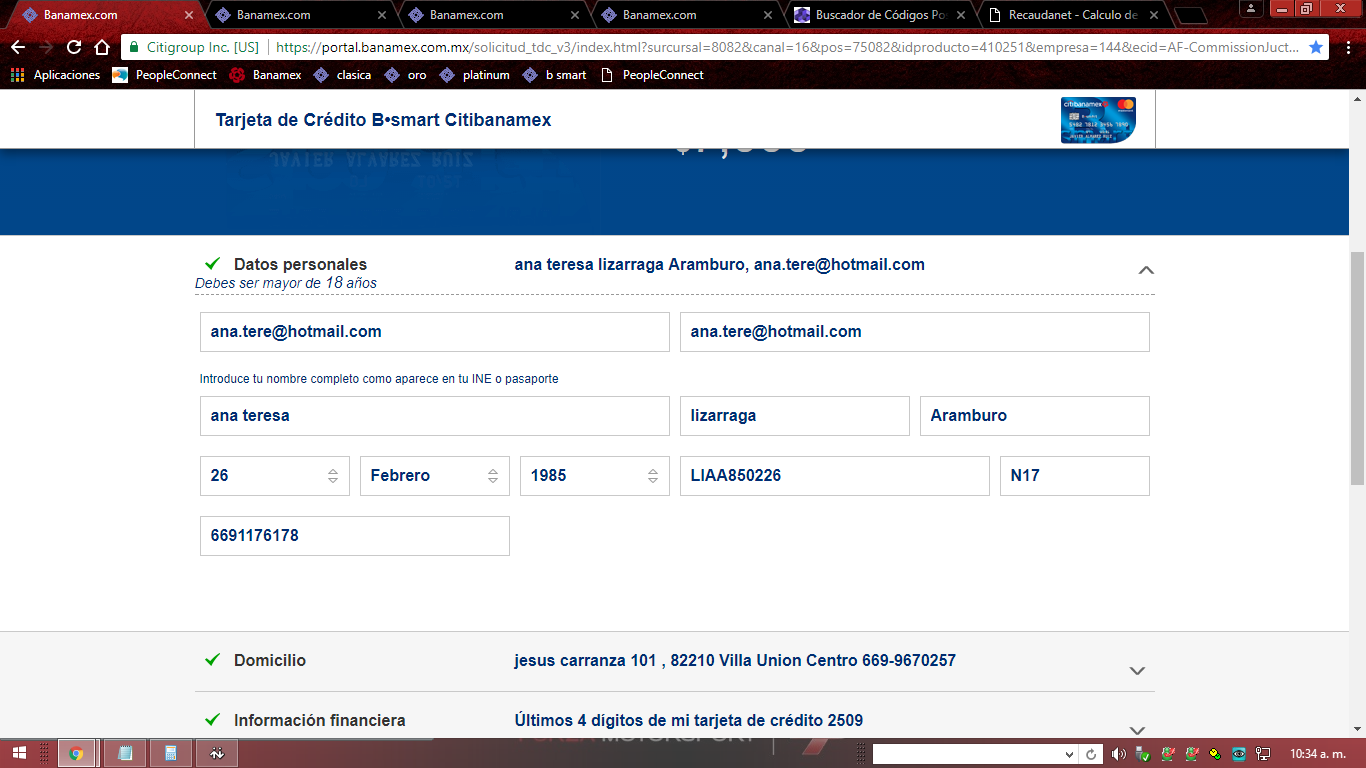 Banamex.com
Banamex.com
Banamex.com
Banamex.com
Buscador de Códigos Po
Recaudanet - Calculo de
Citigroup Inc. [US] https://portal.banamex.com.mx/solicitud_tdc_v3/index.html?surcursal=8082&canal=16&pos=75082&idproducto=410251&empresa=144&ecid=AF-CommissionJuct...
Aplicaciones PeopleConnect Banamex clasica oro platinum b smart PeopleConnect
Tarjeta de Crédito B•smart Citibanamex
citibanamex
JAVIER ALVAREZ RUIZ
Datos personales ana teresa lizarraga Aramburo, ana.tere@hotmail.com
Debes ser mayor de 18 años
ana.tere@hotmail.com ana.tere@hotmail.com
Introduce tu nombre completo como aparece en tu INE o pasaporte
ana teresa lizarraga Aramburo
26 Febrero 1985 LIAA850226 N17
6691176178
Domicilio jesus carranza 101 , 82210 Villa Union Centro 669-9670257
Información financiera Últimos 4 dígitos de mi tarjeta de crédito 2509
10:34 a. m.